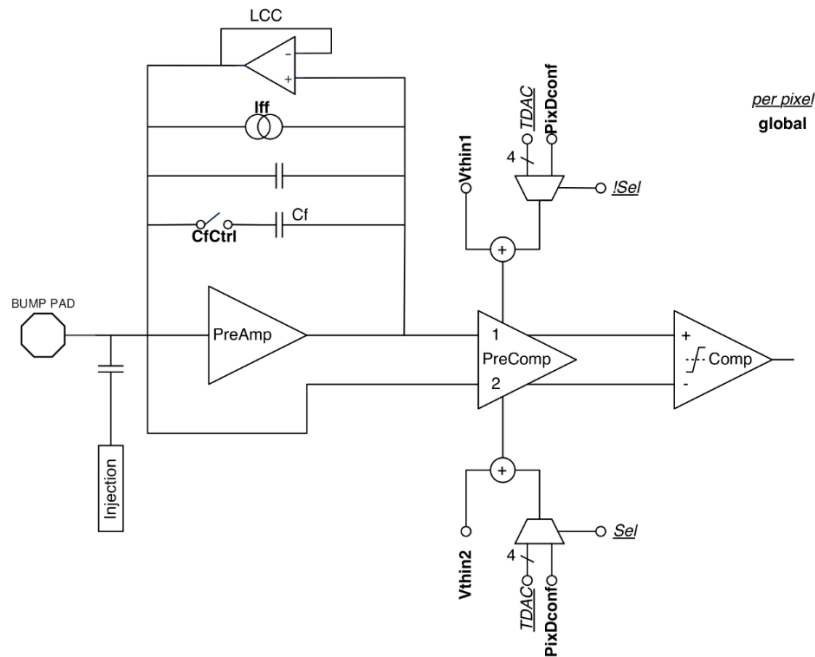 LCC
-
+
Iff
Cf
CfCtrl
BUMP PAD
PreAmp
Injection
Vthin1
TDAC
PixDconf
4
!Sel
+
1
PreComp
2
+
Comp
-
+
Vthin2
4
TDAC
PixDconf
Sel
per pixel
global